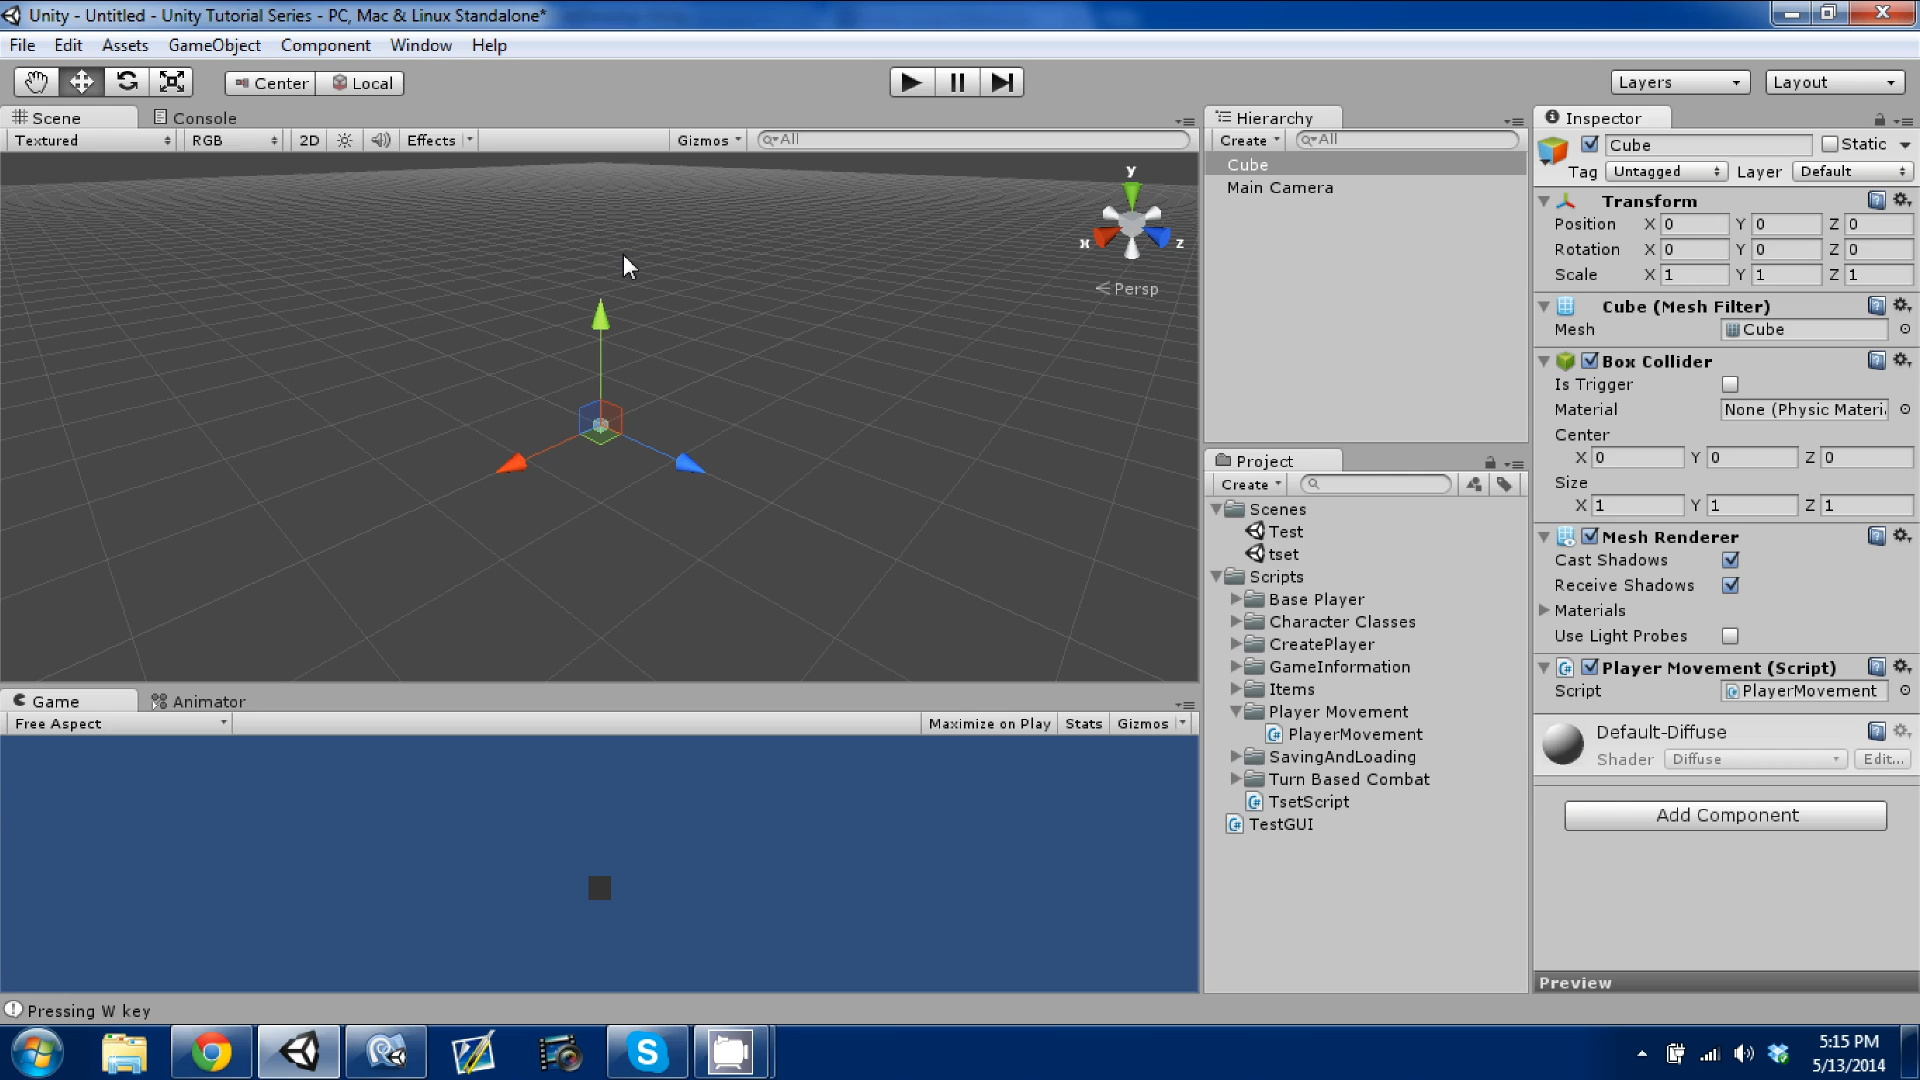 Unity - Untitled - Unity Tutorial Series - PC, Mac & Linux Standalone*
File Edit Assets GameObject Component Window Help
Center Local Layers Layout
Scene Console
Textured RGB 2D Effects Gizmos All
y
x z
Persp
Game Animator
Free Aspect Maximize on Play Stats Gizmos
Hierarchy
Create All
Cube
Main Camera
Project
Create
Scenes
Test
tset
Scripts
Base Player
Character Classes
CreatePlayer
GameInformation
Items
Player Movement
PlayerMovement
SavingAndLoading
Turn Based Combat
TsetScript
TestGUI
Inspector
Cube Static
Tag Untagged Layer Default
Transform
Position X 0 Y 0 Z 0
Rotation X 0 Y 0 Z 0
Scale X 1 Y 1 Z 1
Cube (Mesh Filter)
Mesh Cube
Box Collider
Is Trigger
Material None (Physic Materi
Center
X 0 Y 0 Z 0
Size
X 1 Y 1 Z 1
Mesh Renderer
Cast Shadows
Receive Shadows
Materials
Use Light Probes
Player Movement (Script)
Script PlayerMovement
Default-Diffuse
Shader Diffuse Edit...
Add Component
Preview
Pressing W key
5:15 PM
5/13/2014